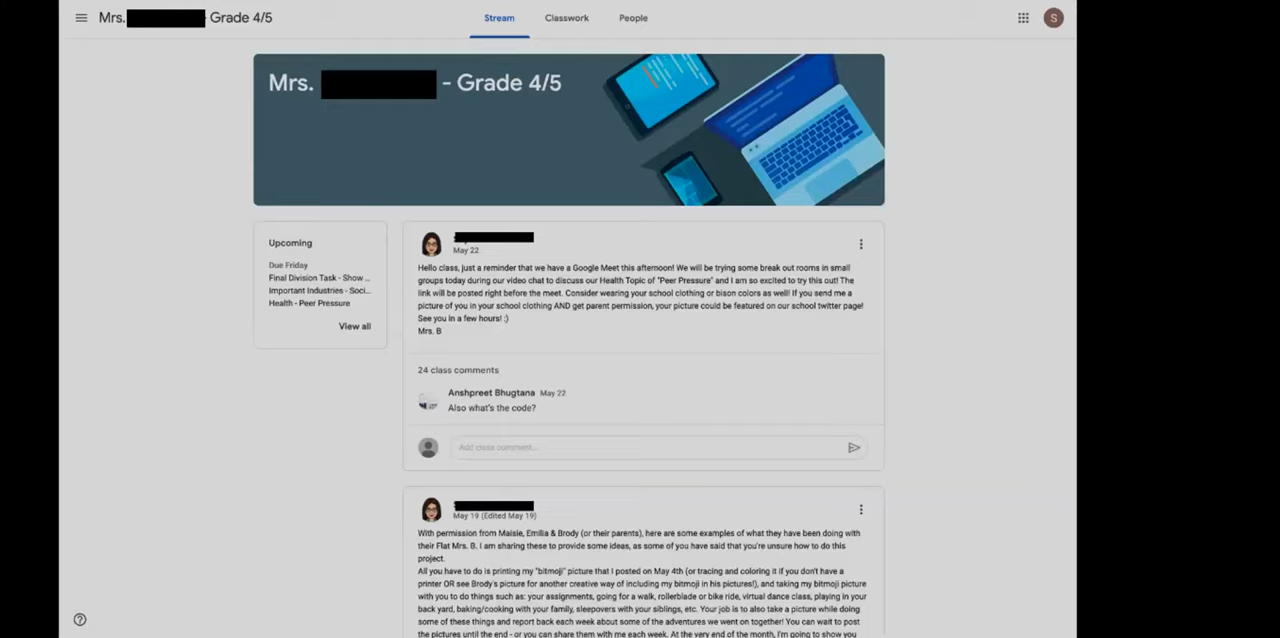 Mrs. - Grade 4/5
Stream
Classwork
People
S
Mrs. - Grade 4/5
Upcoming
Due Friday
Final Division Task - Show ...
Important Industries - Soci...
Health - Peer Pressure
View all
May 22
Hello class, just a reminder that we have a Google Meet this afternoon! We will be trying some break out rooms in small
groups today during our video chat to discuss our Health Topic of "Peer Pressure" and I am so excited to try this out! The
link will be posted right before the meet. Consider wearing your school clothing or bison colors as well! If you send me a
picture of you in your school clothing AND get parent permission, your picture could be featured on our school twitter page!
See you in a few hours! :)
Mrs. B
24 class comments
Anshpreet Bhugtana May 22
Also what's the code?
Add class comment...
May 19 (Edited May 19)
With permission from Maisie, Emilia & Brody (or their parents), here are some examples of what they have been doing with
their Flat Mrs. B. I am sharing these to provide some ideas, as some of you have said that you're unsure how to do this
project.
All you have to do is printing my "bitmoji" picture that I posted on May 4th (or tracing and coloring it if you don't have a
printer OR see Brody's picture for another creative way of including my bitmoji in his pictures!), and taking my bitmoji picture
with you to do things such as: your assignments, going for a walk, rollerblade or bike ride, virtual dance class, playing in your
back yard, baking/cooking with your family, sleepovers with your siblings, etc. Your job is to also take a picture while doing
some of these things and report back each week about some of the adventures we went on together! You can wait to post
the pictures until the end - or you can share them with me each week. At the very end of the month, I'm going to show you